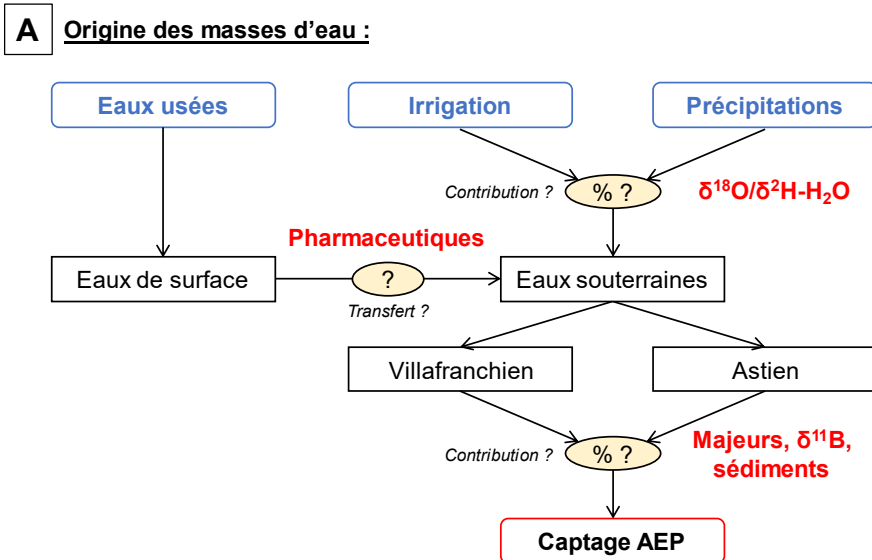 A Origine des masses d’eau :
Eaux usées
Irrigation
Précipitations
Contribution ?
% ?
δ¹⁸O/δ²H-H₂O
Pharmaceutiques
Eaux de surface
?
Eaux souterraines
Transfert ?
Villafranchien
Astien
Contribution ?
% ?
Majeurs, δ¹¹B,
sédiments
Captage AEP